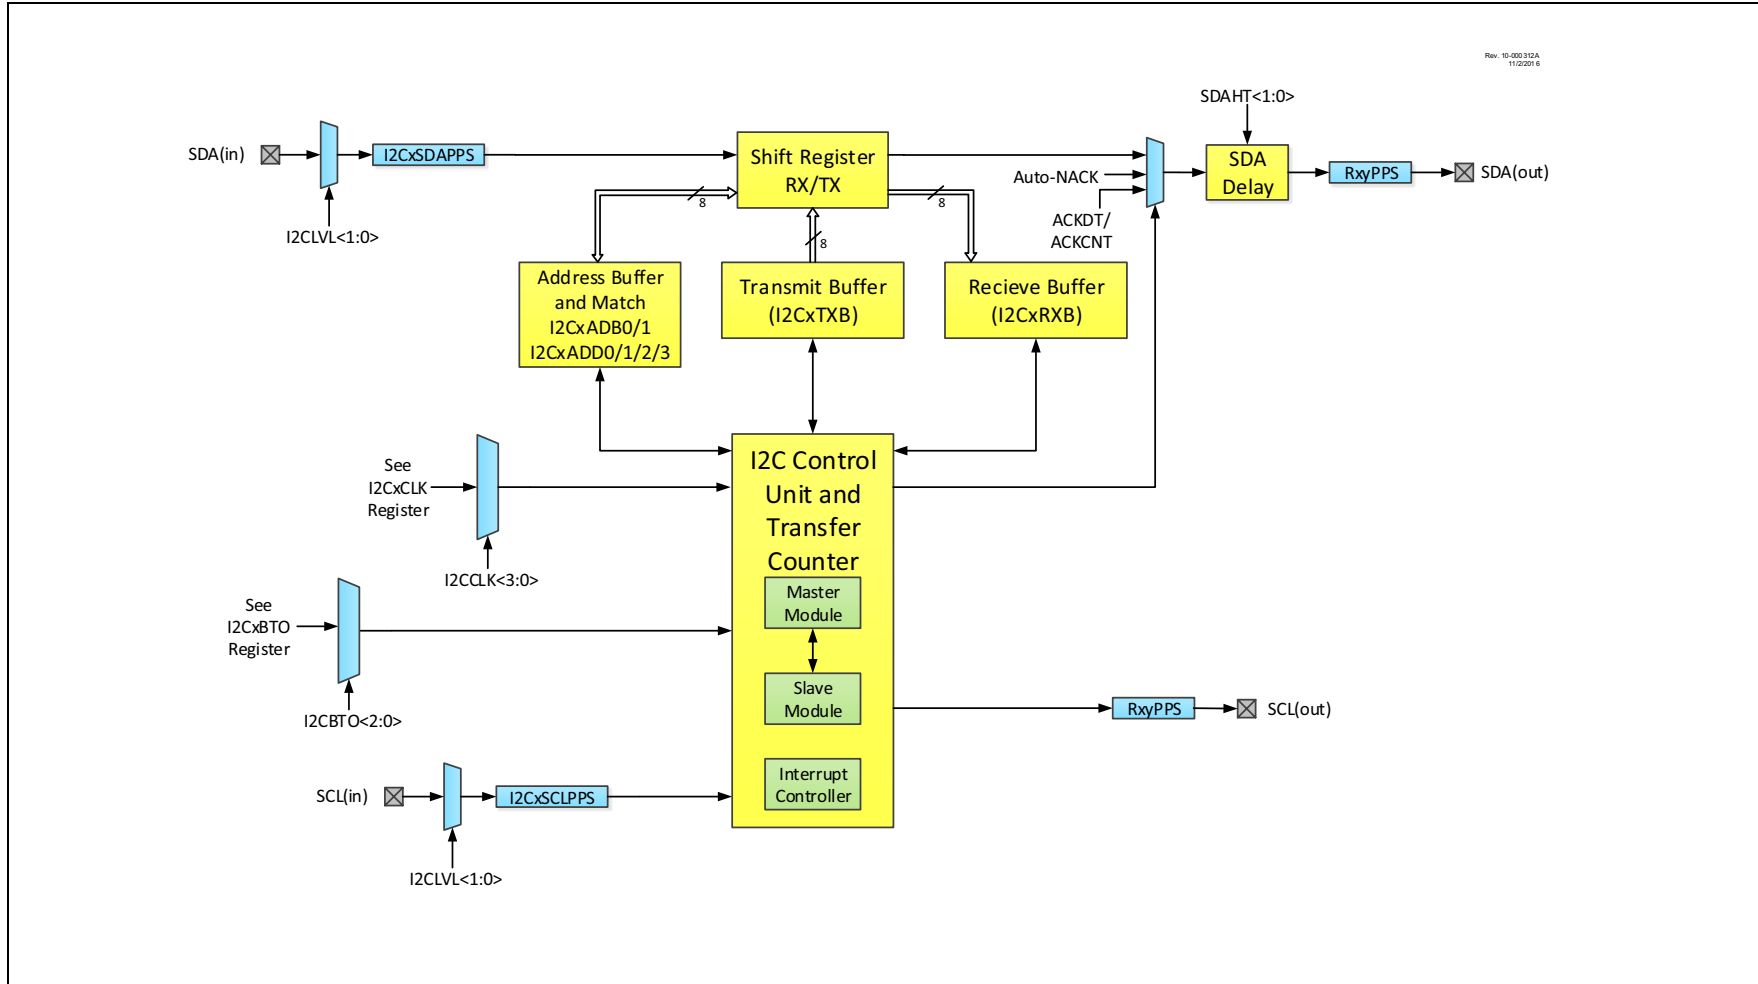 Rev. 10-000312A
11/2/2016
SDAHT<1:0>
SDA(in)
I2CxSDAPPS
Shift Register
RX/TX
SDA
Delay
RxyPPS
SDA(out)
Auto-NACK
ACKDT/
ACKCNT
I2CLVL<1:0>
8
8
8
Address Buffer
and Match
I2CxADB0/1
I2CxADD0/1/2/3
Transmit Buffer
(I2CxTXB)
Recieve Buffer
(I2CxRXB)
See
I2CxCLK
Register
I2CCLK<3:0>
I2C Control
Unit and
Transfer
Counter
Master
Module
Slave
Module
Interrupt
Controller
See
I2CxBTO
Register
I2CBTO<2:0>
RxyPPS
SCL(out)
SCL(in)
I2CxSCLPPS
I2CLVL<1:0>